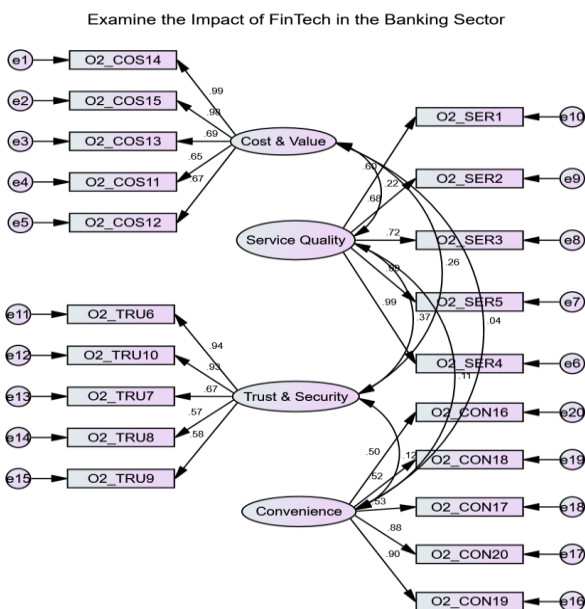 Examine the Impact of FinTech in the Banking Sector
e1 O2_COS14
.99
e2 O2_COS15
.98
e3 O2_COS13
.69
e4 O2_COS11
.65
e5 O2_COS12
.67
Cost & Value
O2_SER1 e10
.60
O2_SER2 e9
.22
.68
Service Quality
.72
O2_SER3 e8
.26
O2_SER5 e7
.99
.37
.04
O2_SER4 e6
.11
e11 O2_TRU6
.94
e12 O2_TRU10
.93
e13 O2_TRU7
.67
e14 O2_TRU8
.57
e15 O2_TRU9
.58
Trust & Security
O2_CON16 e20
.50
O2_CON18 e19
.12
.52
Convenience
.53
O2_CON17 e18
.88
O2_CON20 e17
.90
O2_CON19 e16